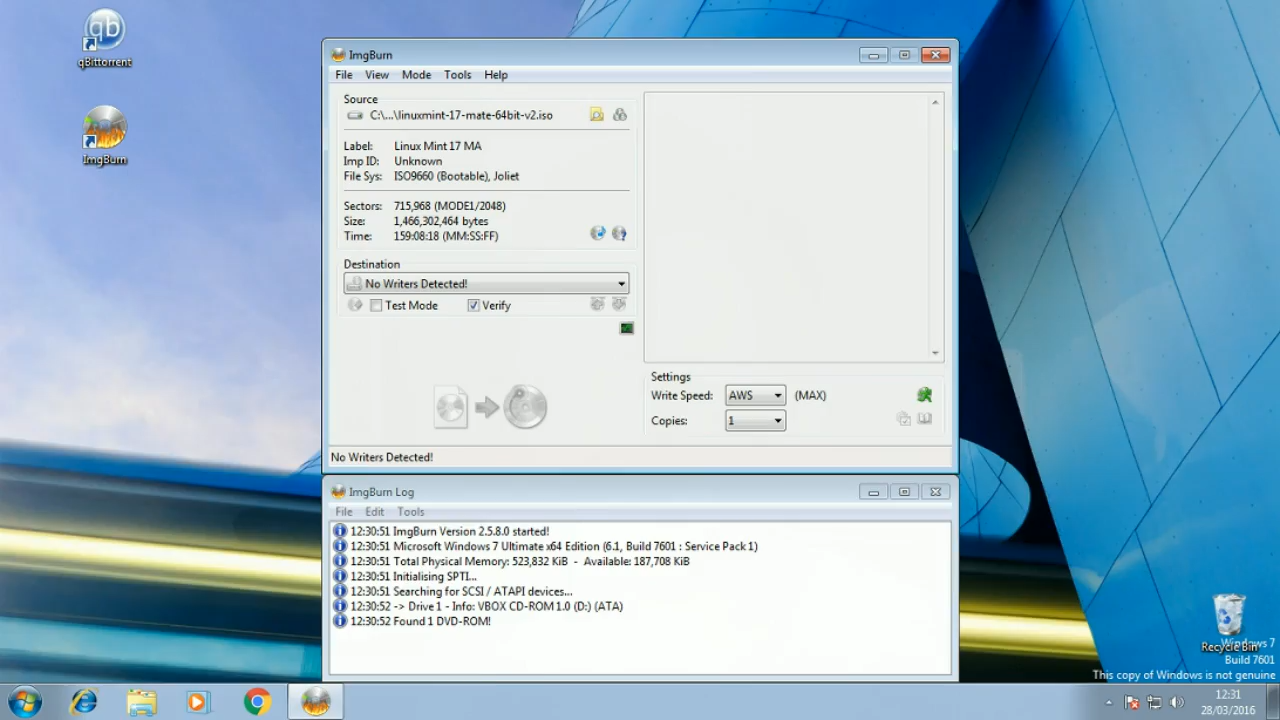 qBittorrent
ImgBurn
ImgBurn
File View Mode Tools Help
Source
C:\...\linuxmint-17-mate-64bit-v2.iso
Label: Linux Mint 17 MA
Imp ID: Unknown
File Sys: ISO9660 (Bootable), Joliet
Sectors: 715,968 (MODE1/2048)
Size: 1,466,302,464 bytes
Time: 159:08:18 (MM:SS:FF)
Destination
No Writers Detected!
Test Mode Verify
Settings
Write Speed: AWS (MAX)
Copies: 1
No Writers Detected!
ImgBurn Log
File Edit Tools
12:30:51 ImgBurn Version 2.5.8.0 started!
12:30:51 Microsoft Windows 7 Ultimate x64 Edition (6.1, Build 7601 : Service Pack 1)
12:30:51 Total Physical Memory: 523,832 KiB - Available: 187,708 KiB
12:30:51 Initialising SPTI...
12:30:51 Searching for SCSI / ATAPI devices...
12:30:52 -> Drive 1 - Info: VBOX CD-ROM 1.0 (D:) (ATA)
12:30:52 Found 1 DVD-ROM!
Recycle Bin
Windows 7
Build 7601
This copy of Windows is not genuine
12:31
28/03/2016